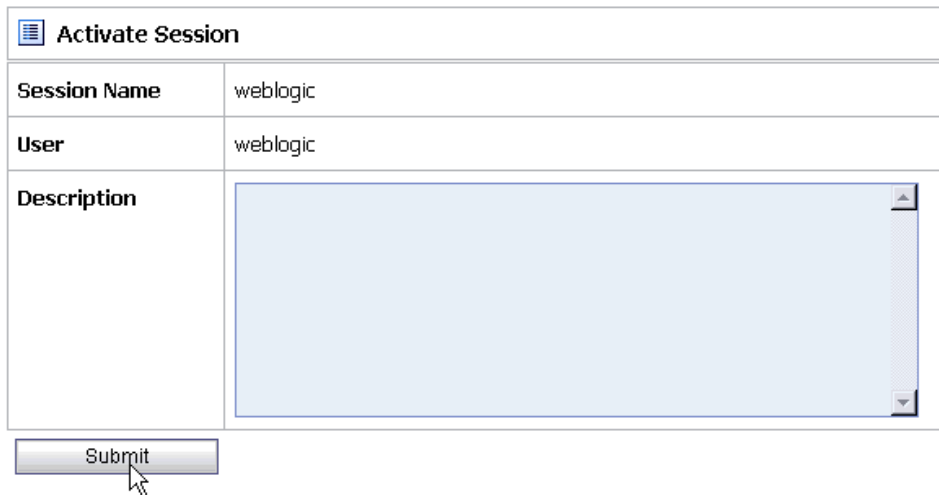 Activate Session
Session Name weblogic
User weblogic
Description
Submit